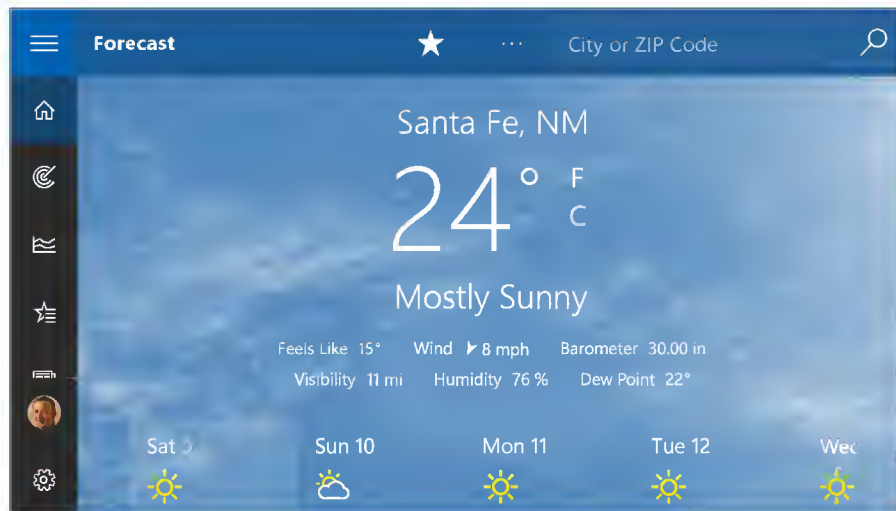 Forecast ... City or ZIP Code
Santa Fe, NM
24° F
C
Mostly Sunny
Feels Like 15° Wind 8 mph Barometer 30.00 in
Visibility 11 mi Humidity 76 % Dew Point 22°
Sat Sun 10 Mon 11 Tue 12 Wed